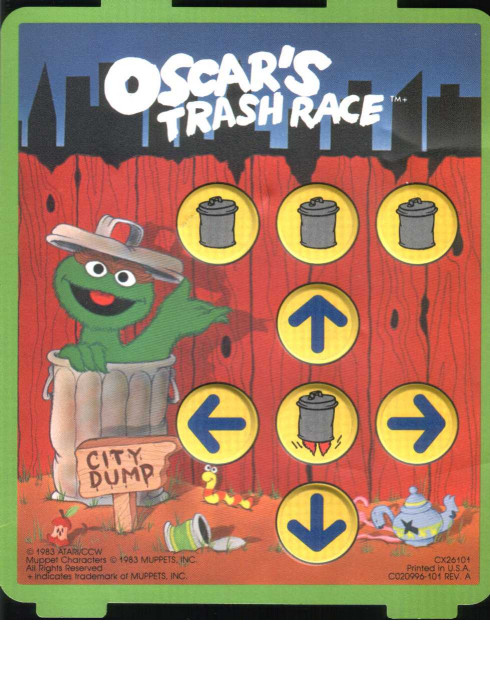 OSCAR'S
TRASH RACE ™+
CITY
DUMP
© 1983 ATARI/CCW
Muppet Characters © 1983 MUPPETS, INC.
All Rights Reserved
+ indicates trademark of MUPPETS, INC.
CX26101
Printed in U.S.A.
C020996-101 REV. A